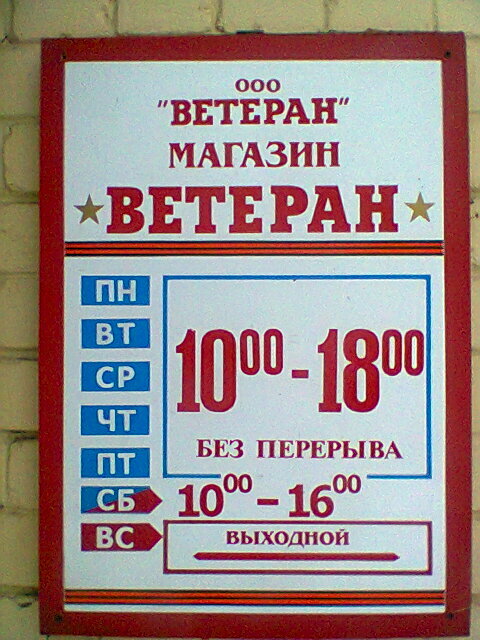 ООО
"ВЕТЕРАН"
МАГАЗИН
ВЕТЕРАН
ПН
ВТ
СР
ЧТ
ПТ
10⁰⁰ - 18⁰⁰
БЕЗ ПЕРЕРЫВА
СБ 10⁰⁰ - 16⁰⁰
ВС ВЫХОДНОЙ